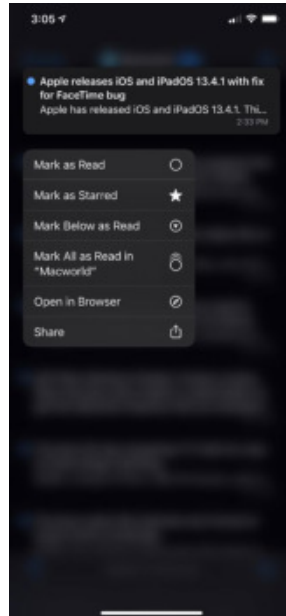 3:05
Apple releases iOS and iPadOS 13.4.1 with fix
for FaceTime bug
Apple has released iOS and iPadOS 13.4.1. Thi...
2:33 PM
Mark as Read
Mark as Starred
Mark Below as Read
Mark All as Read in
"Macworld"
Open in Browser
Share